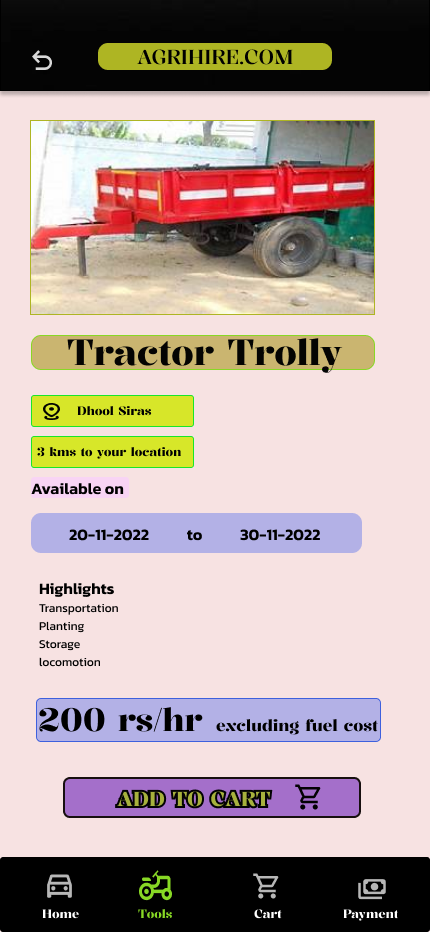 AGRIHIRE.COM
Tractor Trolly
Dhool Siras
3 kms to your location
Available on
20-11-2022 to 30-11-2022
Highlights
Transportation
Planting
Storage
locomotion
200 rs/hr excluding fuel cost
ADD TO CART
Home Tools Cart Payment